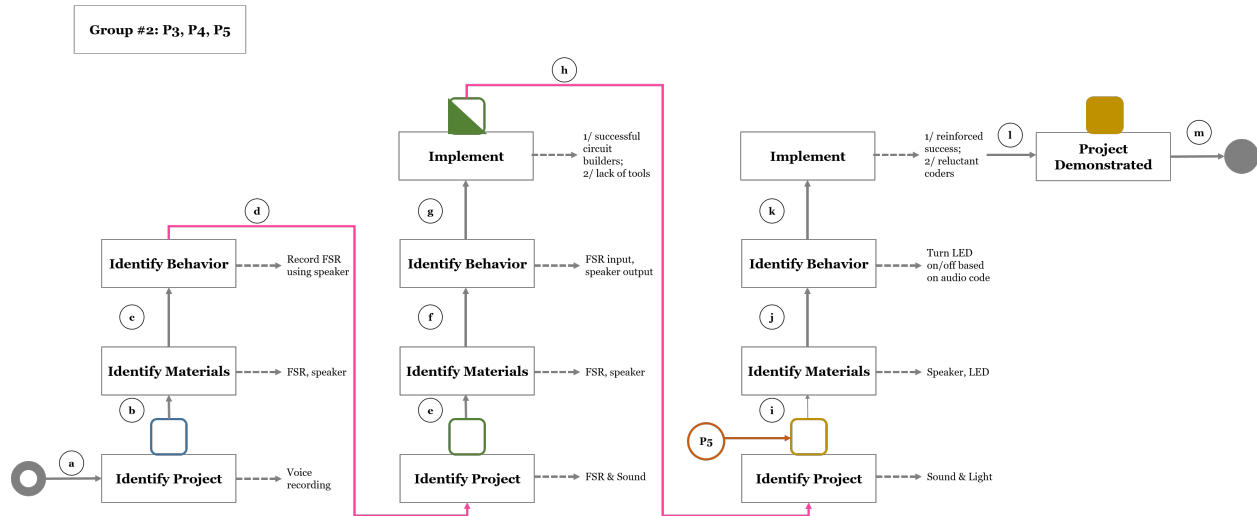 Group #2: P3, P4, P5
a
Identify Project
Voice
recording
b
Identify Materials
FSR, speaker
c
Identify Behavior
Record FSR
using speaker
d
Identify Project
FSR & Sound
e
Identify Materials
FSR, speaker
f
Identify Behavior
FSR input,
speaker output
g
Implement
1/ successful
circuit
builders;
2/ lack of tools
h
P5
Identify Project
Sound & Light
i
Identify Materials
Speaker, LED
j
Identify Behavior
Turn LED
on/off based
on audio code
k
Implement
1/ reinforced
success;
2/ reluctant
coders
l
Project
Demonstrated
m